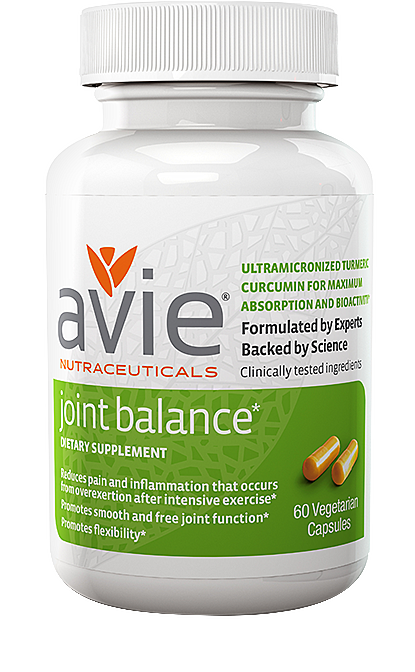 avie®
NUTRACEUTICALS
ULTRAMICRONIZED TURMERIC
CURCUMIN FOR MAXIMUM
ABSORPTION AND BIOACTIVITY*
Formulated by Experts
Backed by Science
Clinically tested ingredients
joint balance*
DIETARY SUPPLEMENT
Reduces pain and inflammation that occurs
from overexertion after intensive exercise*
Promotes smooth and free joint function*
Promotes flexibility*
60 Vegetarian
Capsules